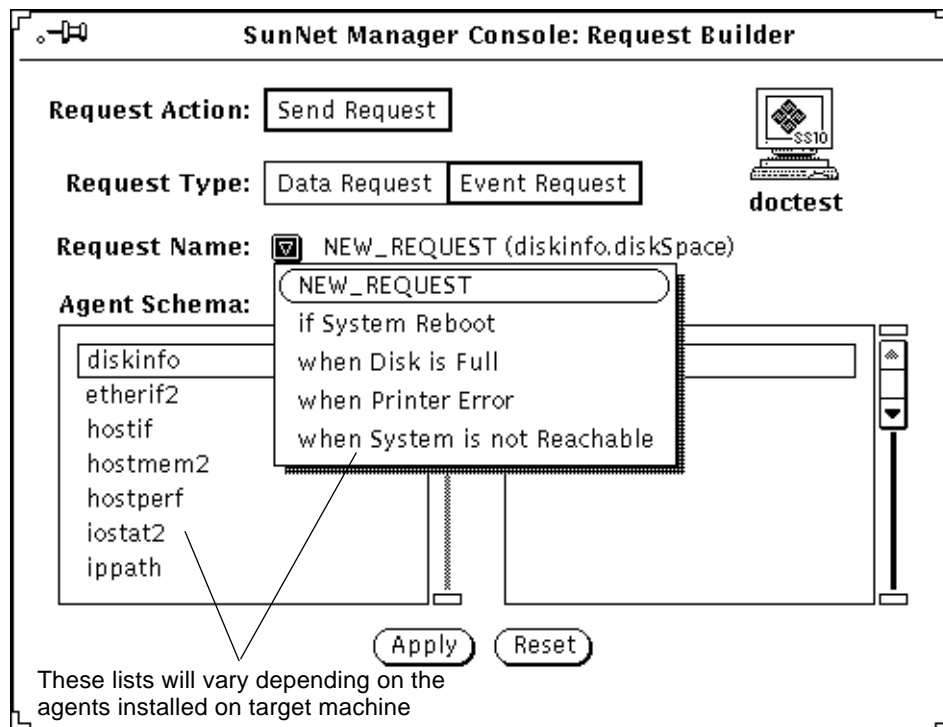 SunNet Manager Console: Request Builder
Request Action: Send Request
SS10
Request Type: Data Request Event Request
doctest
Request Name: NEW_REQUEST (diskinfo.diskSpace)
NEW_REQUEST
if System Reboot
when Disk is Full
when Printer Error
when System is not Reachable
Agent Schema:
diskinfo
etherif2
hostif
hostmem2
hostperf
iostat2
ippath
Apply Reset
These lists will vary depending on the
agents installed on target machine